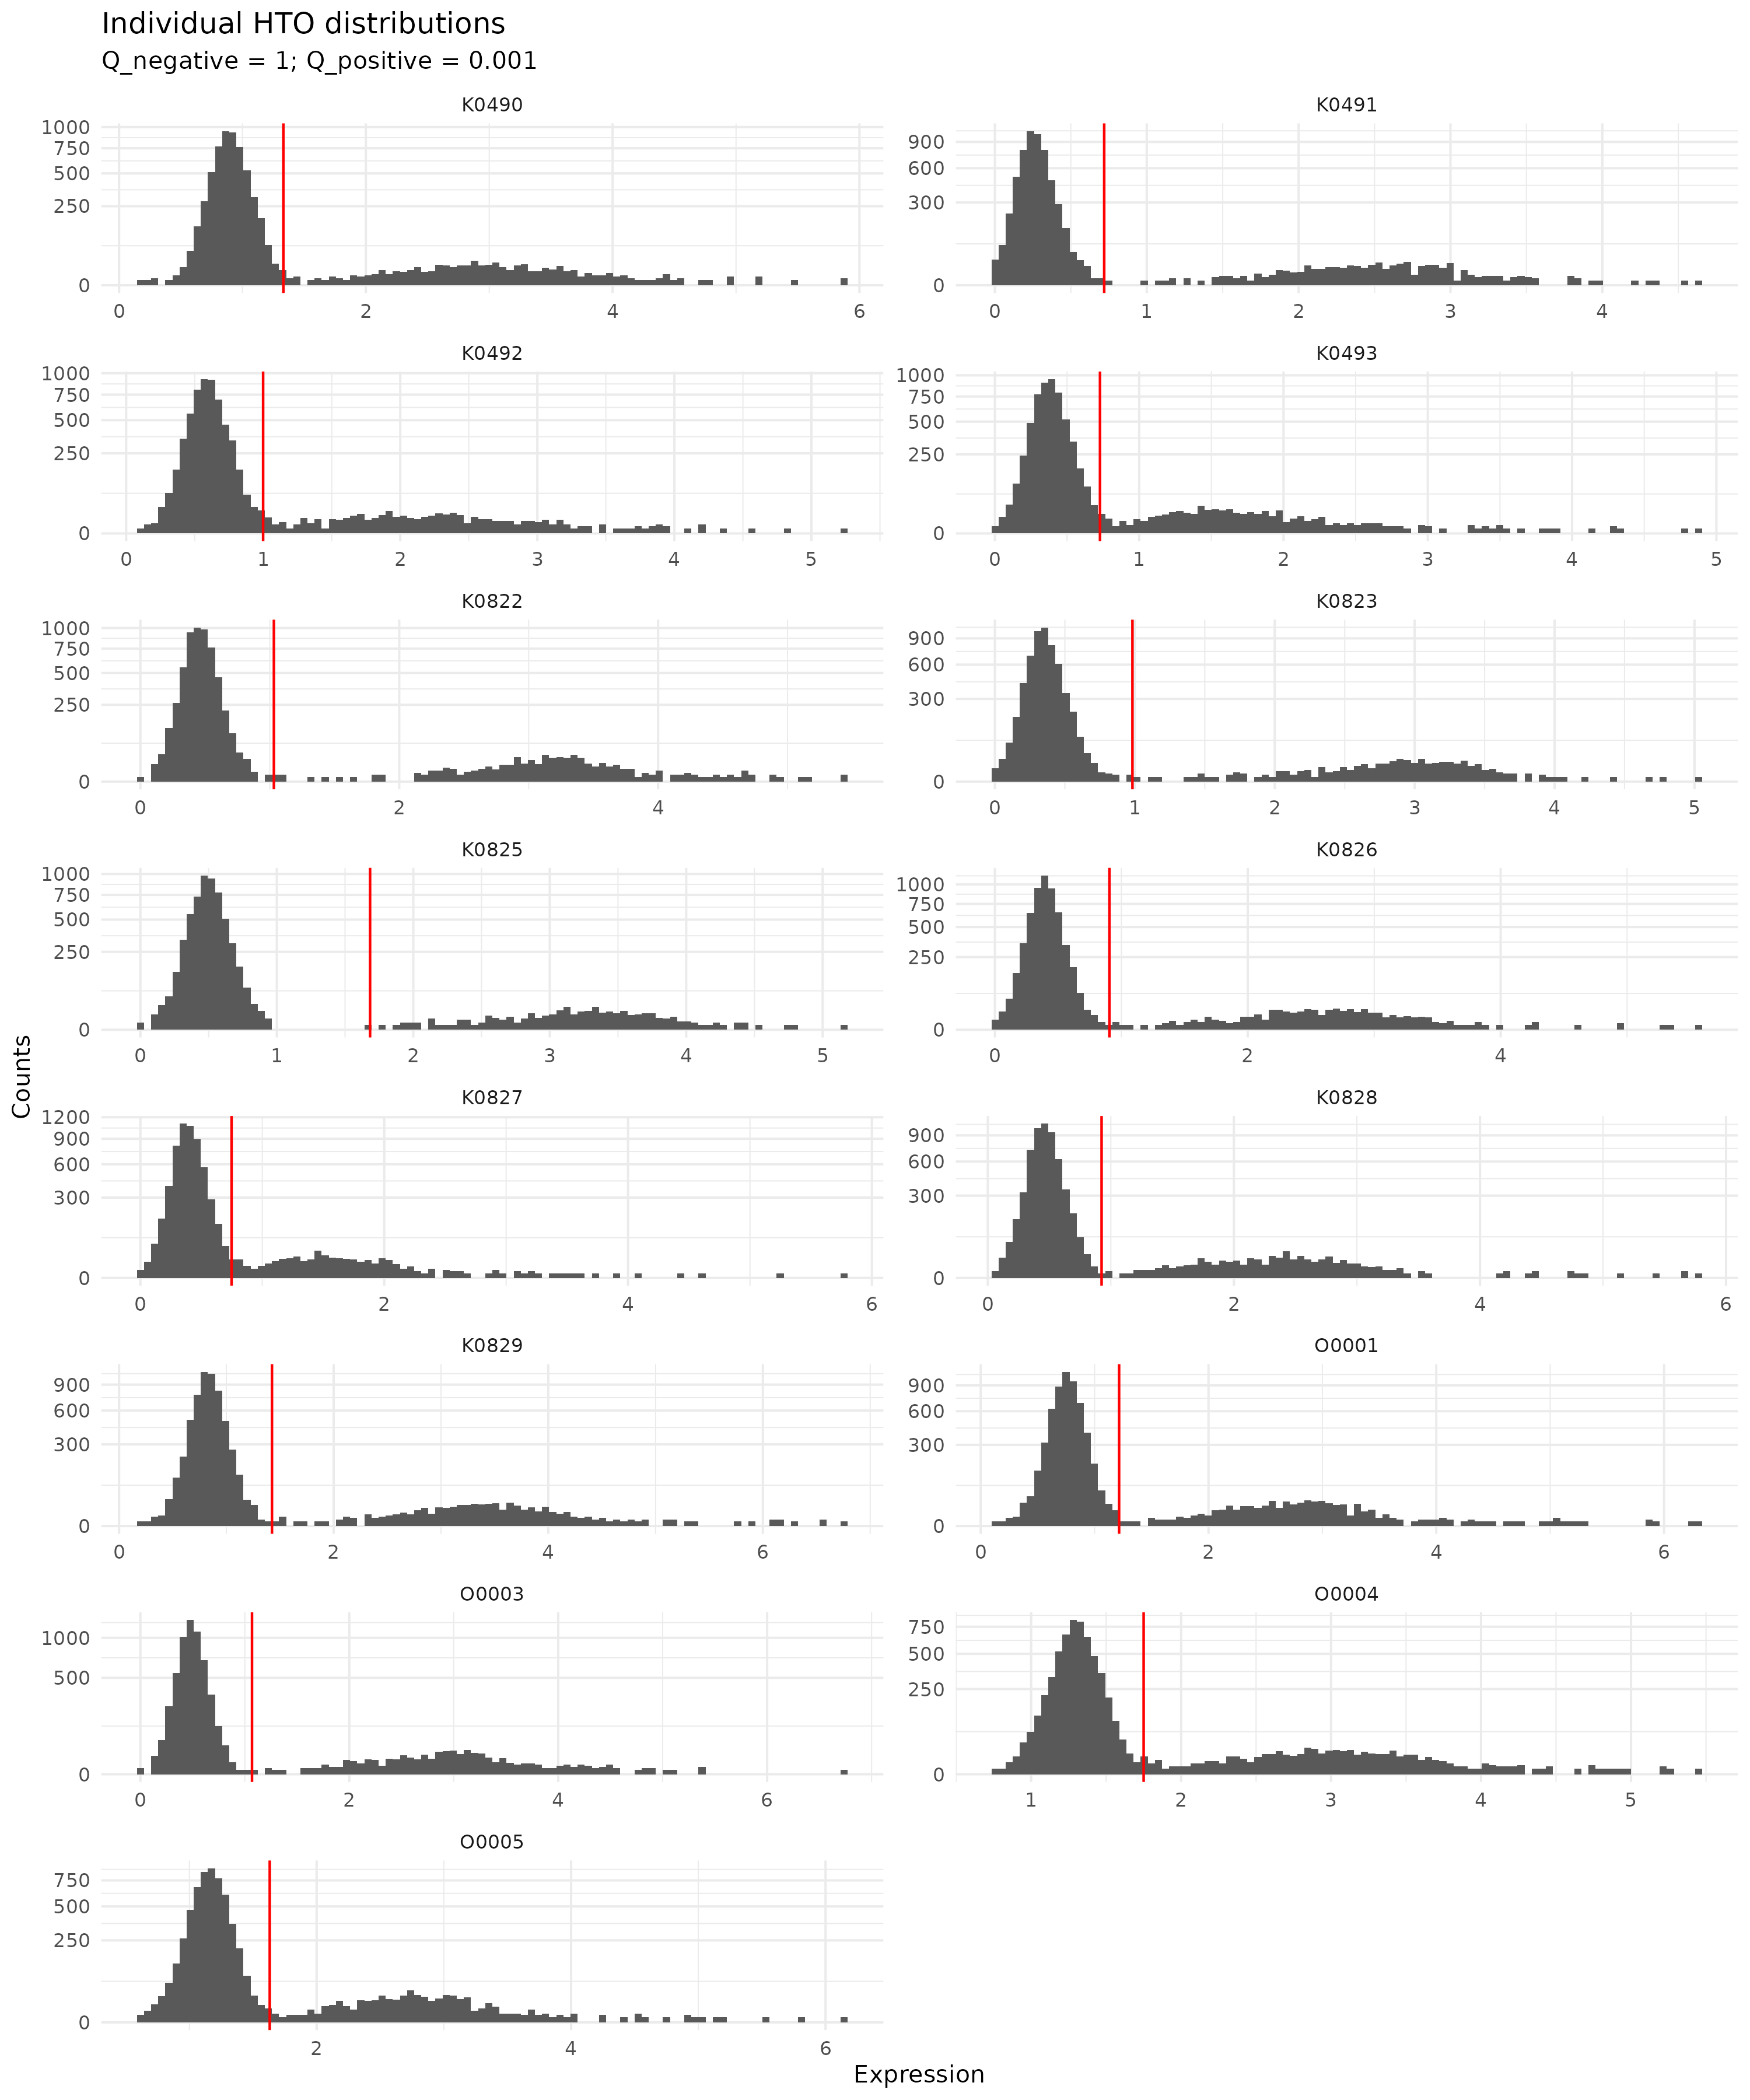 Individual HTO distributions
Q_negative = 1; Q_positive = 0.001
K0490
1000
750
500
250
0
0 2 4 6
K0491
900
600
300
0
0 1 2 3 4
K0492
1000
750
500
250
0
0 1 2 3 4 5
K0493
1000
750
500
250
0
0 1 2 3 4 5
K0822
1000
750
500
250
0
0 2 4
K0823
900
600
300
0
0 1 2 3 4 5
K0825
1000
750
500
250
0
0 1 2 3 4 5
K0826
1000
750
500
250
0
0 2 4
K0827
1200
900
600
300
0
0 2 4 6
K0828
900
600
300
0
0 2 4 6
K0829
900
600
300
0
0 2 4 6
O0001
900
600
300
0
0 2 4 6
O0003
1000
500
0
0 2 4 6
O0004
750
500
250
0
1 2 3 4 5
O0005
750
500
250
0
2 4 6
Counts
Expression